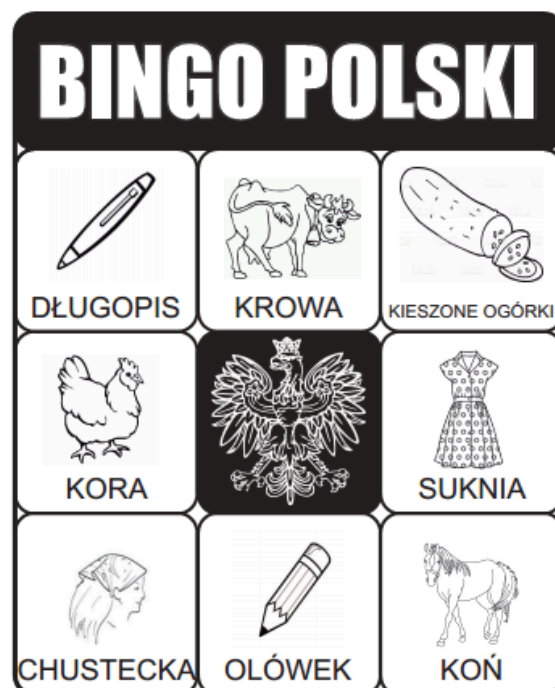 BINGO POLSKI
DŁUGOPIS
KROWA
KIESZONE OGÓRKI
KORA
SUKNIA
CHUSTECKA
OLÓWEK
KOŃ